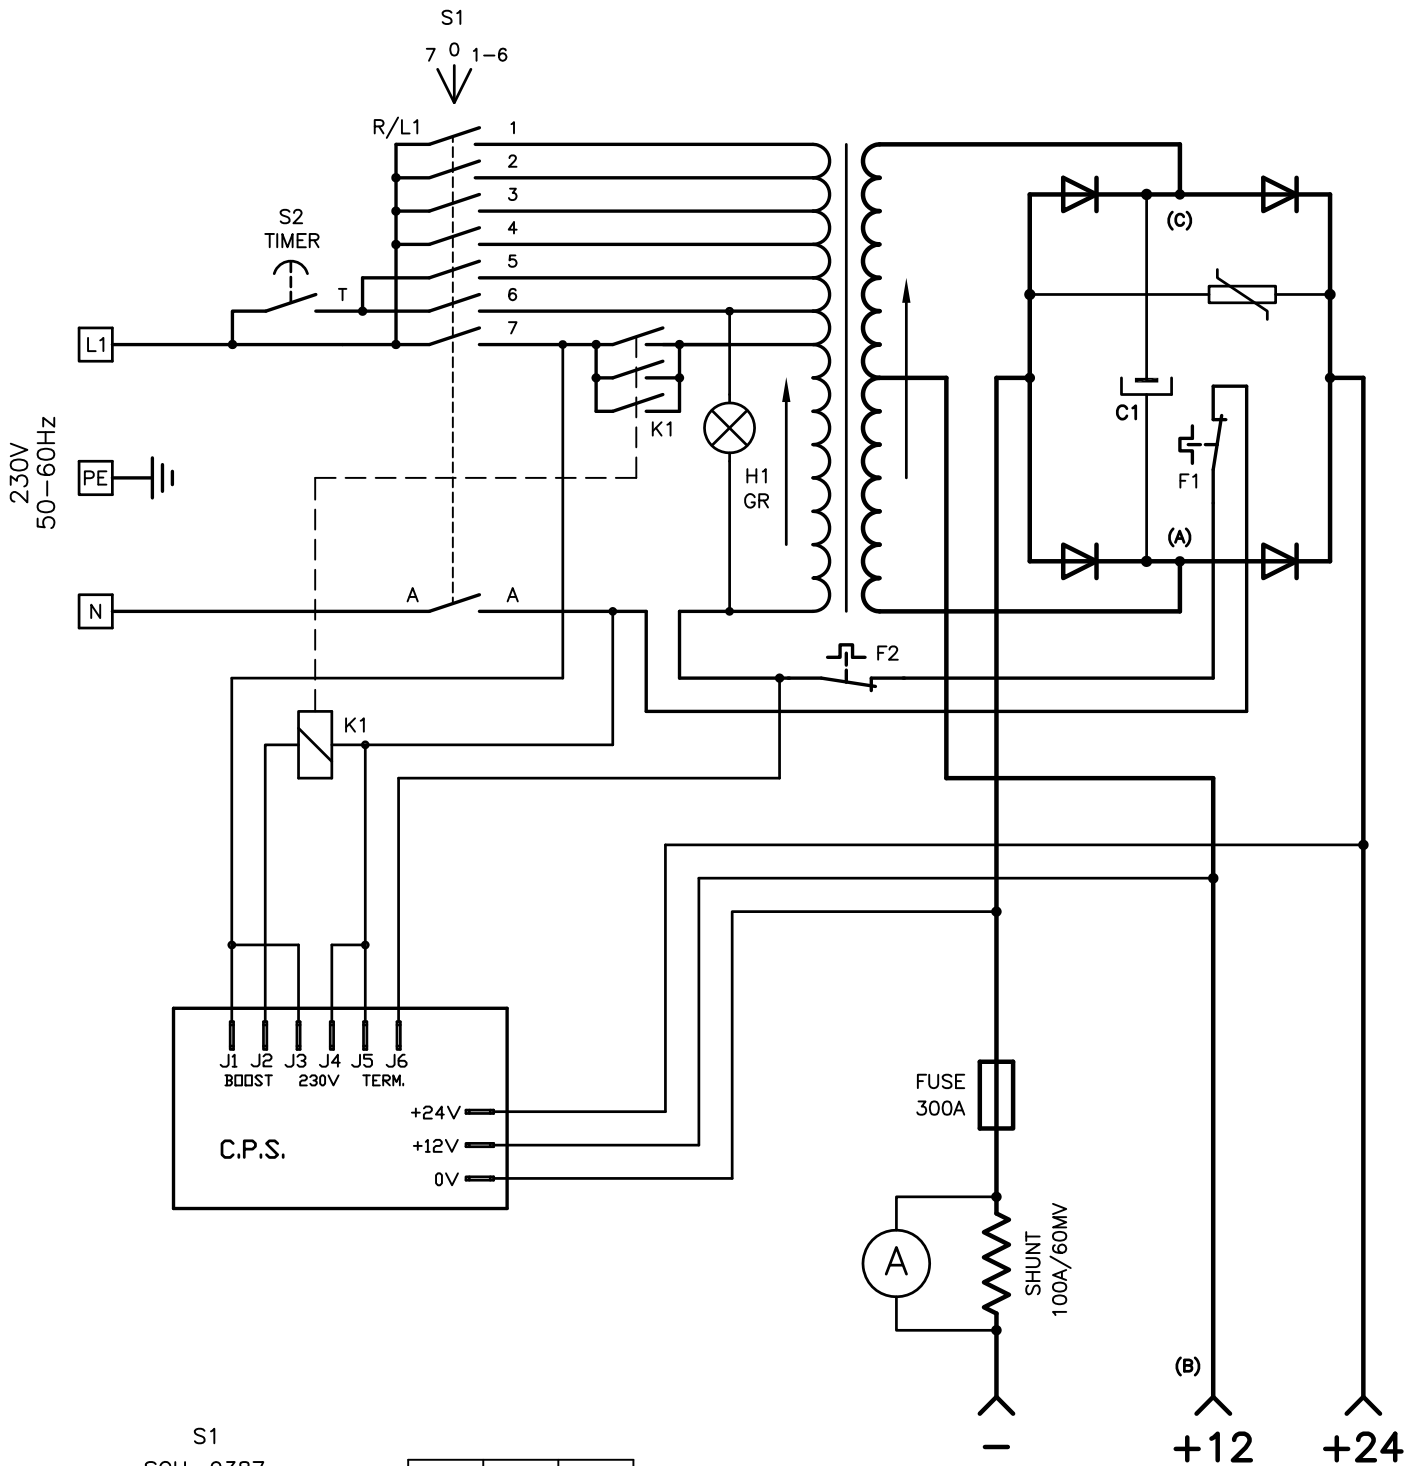 S1
7 0 1-6
R/L1
1
2
3
4
5
6
7
S2
TIMER
T
L1
230V
50-60Hz
PE
N
A
A
K1
H1
GR
(C)
C1
F1
(A)
F2
K1
J1 J2 J3 J4 J5 J6
BOOST 230V TERM.
+24V
C.P.S.
+12V
0V
FUSE
300A
A
SHUNT
100A/60MV
(B)
-
+12
+24
S1